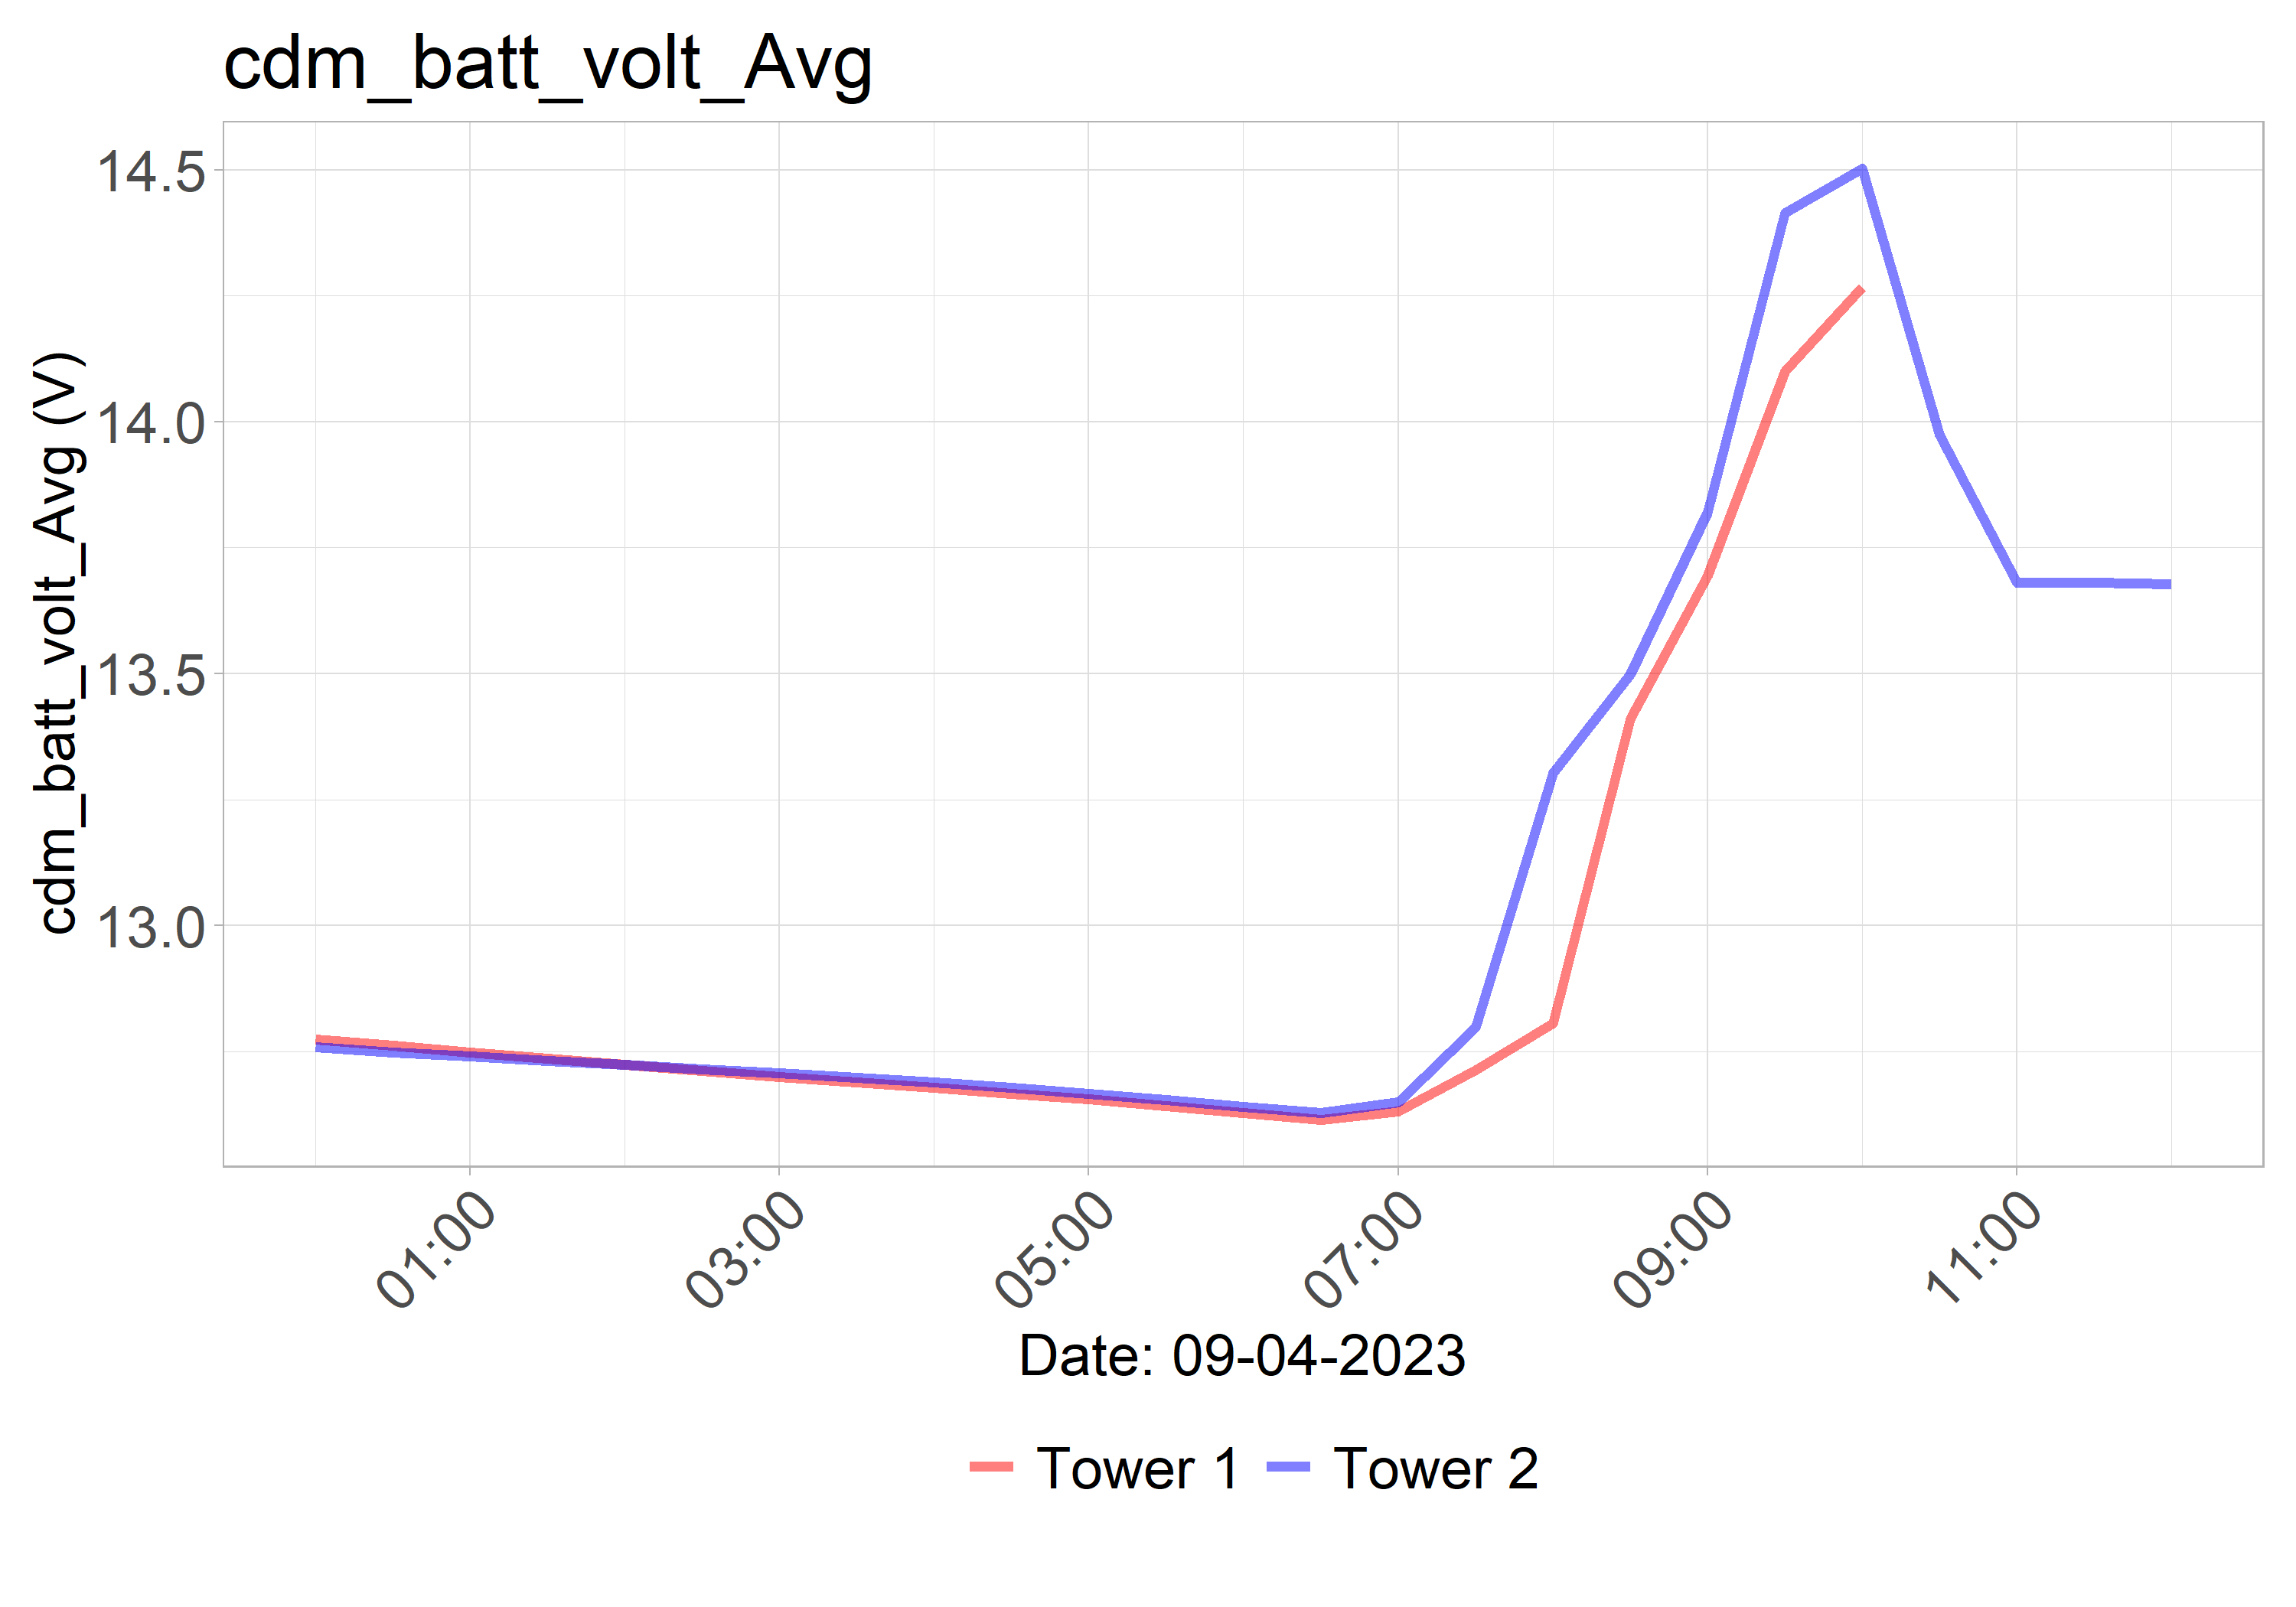 cdm_batt_volt_Avg
cdm_batt_volt_Avg (V)
14.5
14.0
13.5
13.0
01:00
03:00
05:00
07:00
09:00
11:00
Date: 09-04-2023
Tower 1
Tower 2